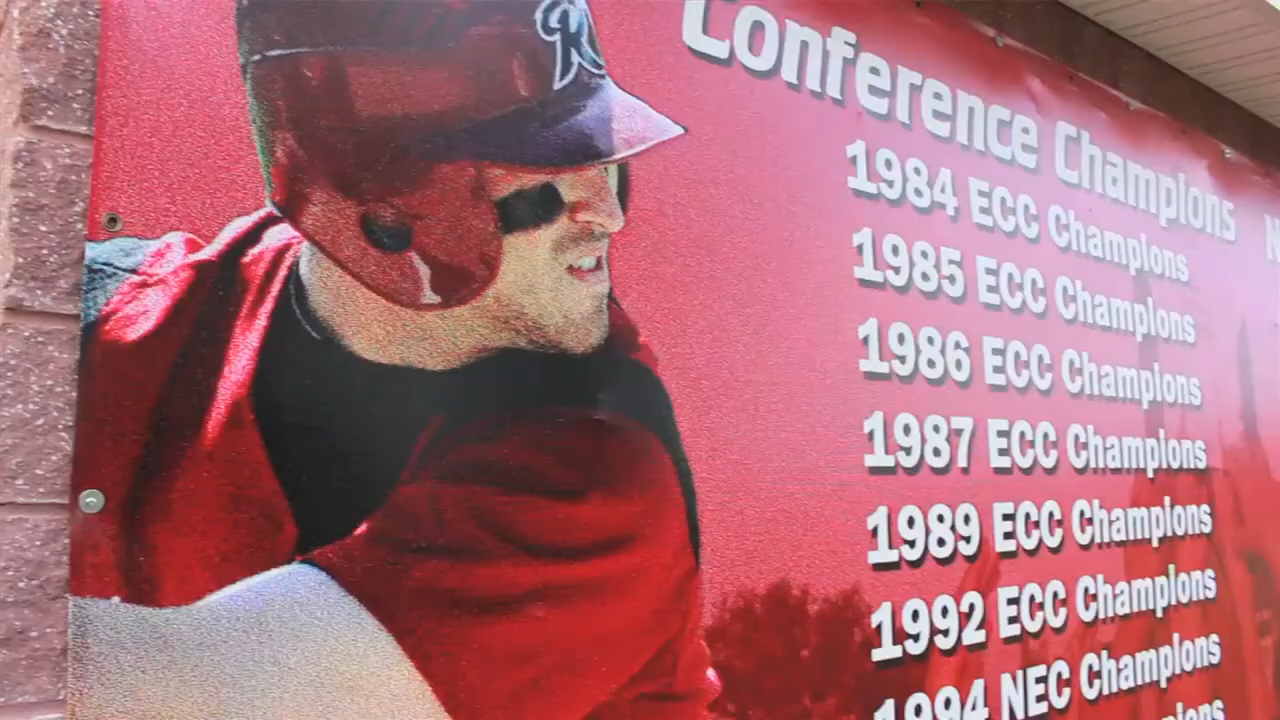 R
Conference Champions
1984 ECC Champions
1985 ECC Champions
1986 ECC Champions
1987 ECC Champions
1989 ECC Champions
1992 ECC Champions
1994 NEC Champions